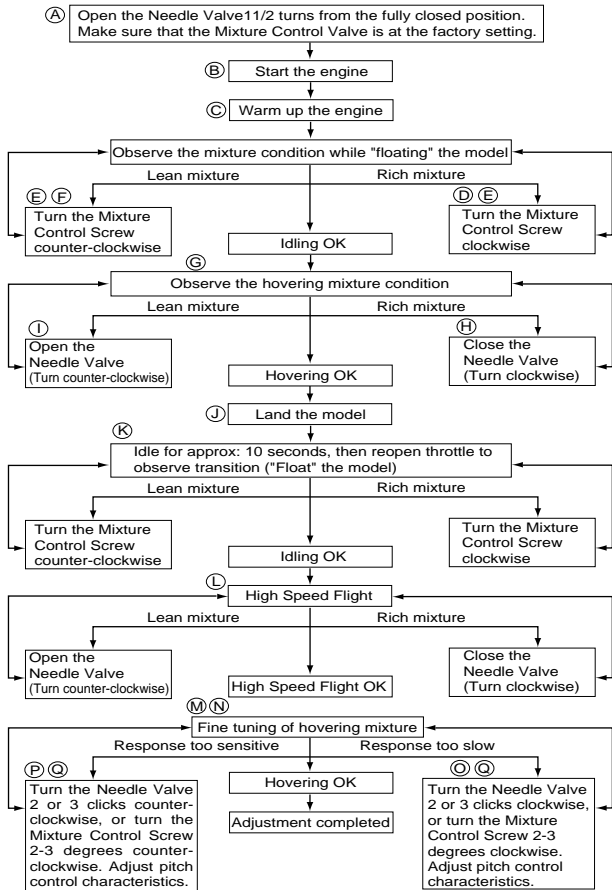 A Open the Needle Valve11/2 turns from the fully closed position.
Make sure that the Mixture Control Valve is at the factory setting.
B Start the engine
C Warm up the engine
Observe the mixture condition while "floating" the model
Lean mixture
Rich mixture
E F
Turn the Mixture
Control Screw
counter-clockwise
D E
Turn the Mixture
Control Screw
clockwise
Idling OK
G
Observe the hovering mixture condition
Lean mixture
Rich mixture
I
Open the
Needle Valve
(Turn counter-clockwise)
H
Close the
Needle Valve
(Turn clockwise)
Hovering OK
J Land the model
K
Idle for approx: 10 seconds, then reopen throttle to
observe transition ("Float" the model)
Lean mixture
Rich mixture
Turn the Mixture
Control Screw
counter-clockwise
Turn the Mixture
Control Screw
clockwise
Idling OK
L
High Speed Flight
Lean mixture
Rich mixture
Open the
Needle Valve
(Turn counter-clockwise)
Close the
Needle Valve
(Turn clockwise)
High Speed Flight OK
M N
Fine tuning of hovering mixture
Response too sensitive
Response too slow
P Q
Turn the Needle Valve
2 or 3 clicks counter-
clockwise, or turn the
Mixture Control Screw
2-3 degrees counter-
clockwise. Adjust pitch
control characteristics.
Hovering OK
Adjustment completed
O Q
Turn the Needle Valve
2 or 3 clicks clockwise,
or turn the Mixture
Control Screw 2-3
degrees clockwise.
Adjust pitch control
characteristics.